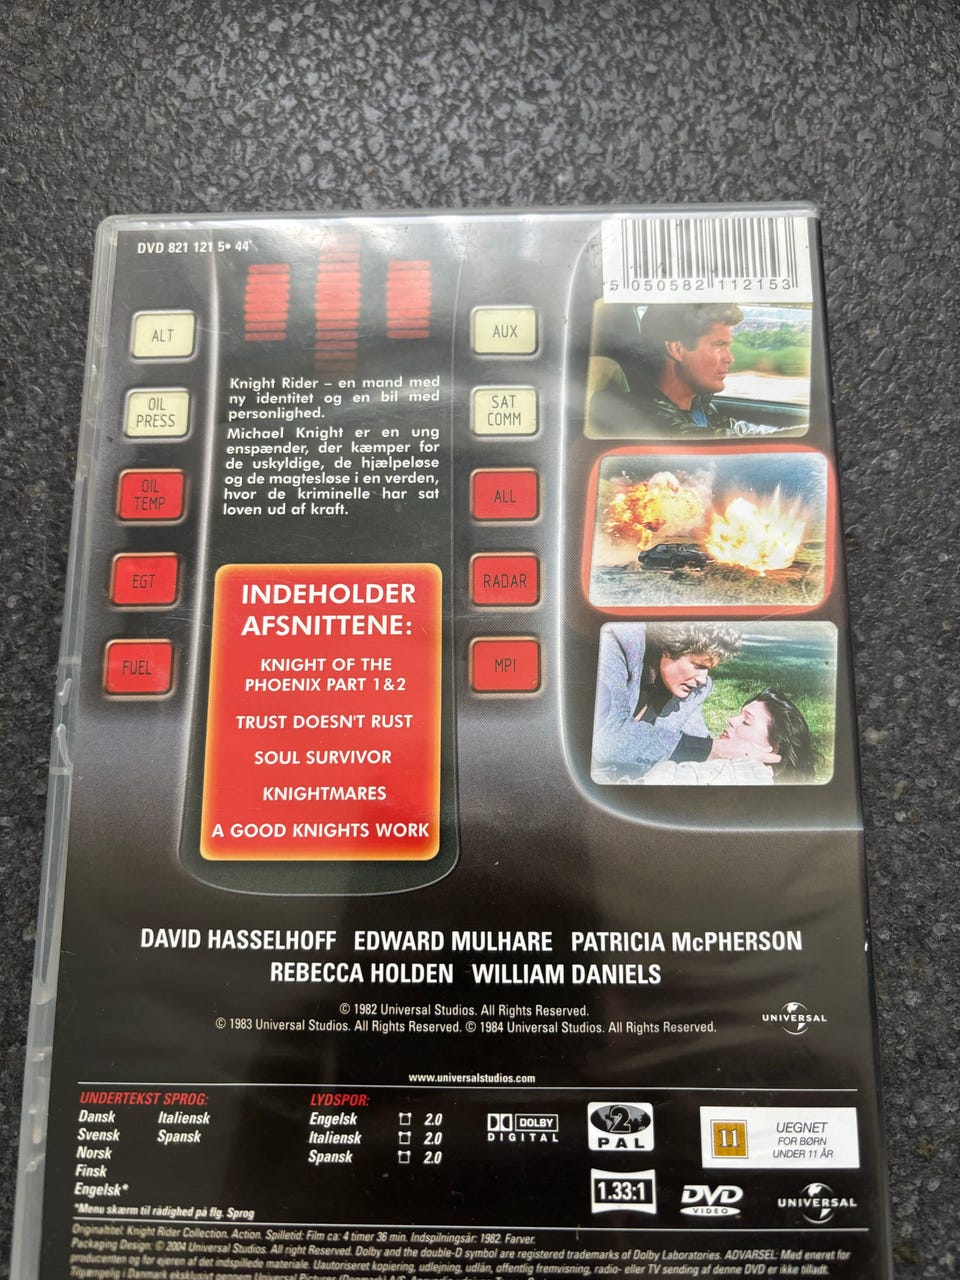 DVD 821 121 5• 44
5 050582 112153
ALT
OIL
PRESS
OIL
TEMP
EGT
FUEL
AUX
SAT
COMM
ALL
RADAR
MPI
Knight Rider – en mand med
ny identitet og en bil med
personlighed.
Michael Knight er en ung
enspænder, der kæmper for
de uskyldige, de hjælpeløse
og de magtesløse i en verden,
hvor de kriminelle har sat
loven ud af kraft.
INDEHOLDER
AFSNITTENE:
KNIGHT OF THE
PHOENIX PART 1&2
TRUST DOESN'T RUST
SOUL SURVIVOR
KNIGHTMARES
A GOOD KNIGHTS WORK
DAVID HASSELHOFF EDWARD MULHARE PATRICIA McPHERSON
REBECCA HOLDEN WILLIAM DANIELS
© 1982 Universal Studios. All Rights Reserved.
© 1983 Universal Studios. All Rights Reserved. © 1984 Universal Studios. All Rights Reserved.
UNIVERSAL
www.universalstudios.com
UNDERTEKST SPROG:
Dansk Italiensk
Svensk Spansk
Norsk
Finsk
Engelsk*
*Menu skærm til rådighed på flg. Sprog
LYDSPOR:
Engelsk 2.0
Italiensk 2.0
Spansk 2.0
DOLBY
DIGITAL
2
PAL
1.33:1
DVD
VIDEO
11
UEGNET
FOR BØRN
UNDER 11 ÅR
UNIVERSAL
Originaltitel: Knight Rider Collection. Action. Spilletid: Film ca: 4 timer 36 min. Indspilningsår: 1982. Farver.
Packaging Design: © 2004 Universal Studios. All right Reserved. Dolby and the double-D symbol are registered trademarks of Dolby Laboratories. ADVARSEL: Med eneret for
producenten og for ejeren af det indspillede materiale. Uautoriseret kopiering, udlejning, udlån, offentlig fremvisning, radio- eller TV sending af denne DVD er ikke tilladt.
Tilgængelig i Danmark eksklusivt gennem Universal Pictures (Denmark) A/S.